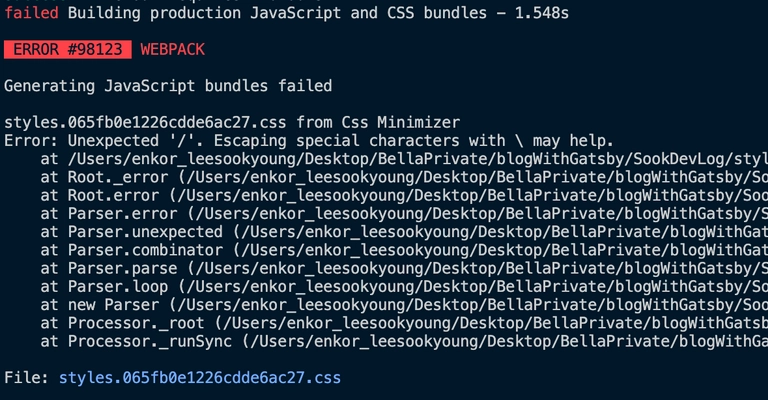 failed Building production JavaScript and CSS bundles - 1.548s
ERROR #98123 WEBPACK
Generating JavaScript bundles failed
styles.065fb0e1226cdde6ac27.css from Css Minimizer
Error: Unexpected '/'. Escaping special characters with \ may help.
at /Users/enkor_leesookyoung/Desktop/BellaPrivate/blogWithGatsby/SookDevLog/styl
at Root._error (/Users/enkor_leesookyoung/Desktop/BellaPrivate/blogWithGatsby/So
at Root.error (/Users/enkor_leesookyoung/Desktop/BellaPrivate/blogWithGatsby/Soo
at Parser.error (/Users/enkor_leesookyoung/Desktop/BellaPrivate/blogWithGatsby/S
at Parser.unexpected (/Users/enkor_leesookyoung/Desktop/BellaPrivate/blogWithGat
at Parser.combinator (/Users/enkor_leesookyoung/Desktop/BellaPrivate/blogWithGat
at Parser.parse (/Users/enkor_leesookyoung/Desktop/BellaPrivate/blogWithGatsby/S
at Parser.loop (/Users/enkor_leesookyoung/Desktop/BellaPrivate/blogWithGatsby/So
at new Parser (/Users/enkor_leesookyoung/Desktop/BellaPrivate/blogWithGatsby/Soo
at Processor._root (/Users/enkor_leesookyoung/Desktop/BellaPrivate/blogWithGatsb
at Processor._runSync (/Users/enkor_leesookyoung/Desktop/BellaPrivate/blogWithGa
File: styles.065fb0e1226cdde6ac27.css